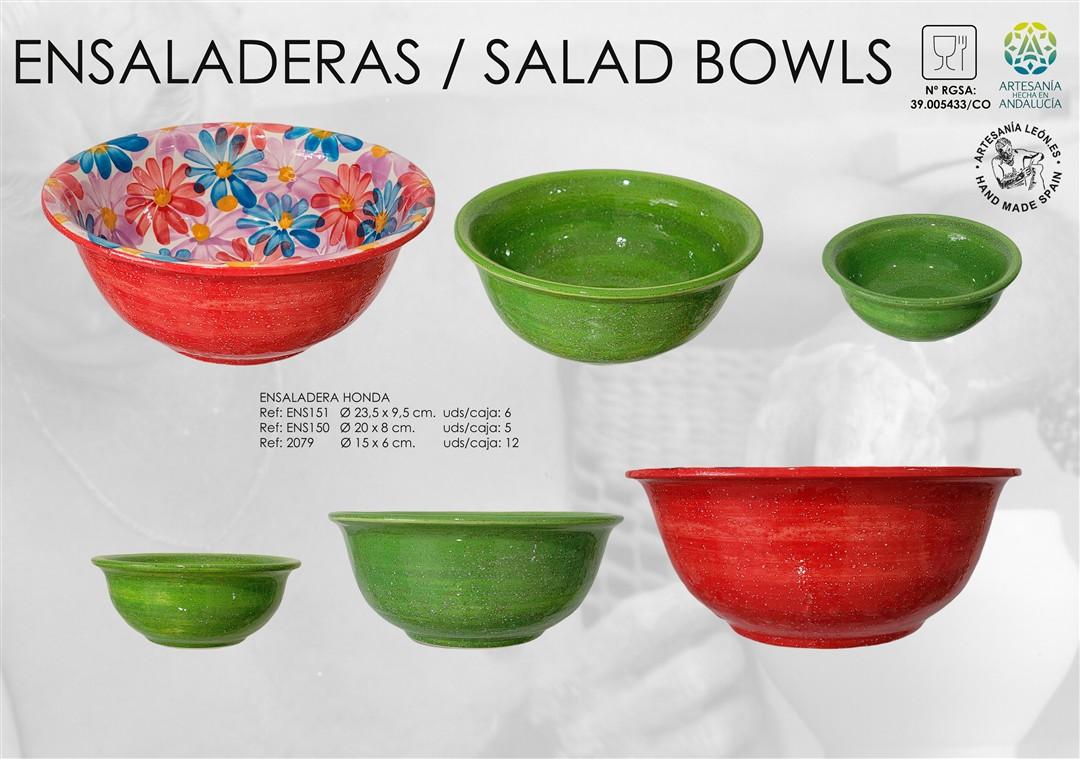 ENSALADERAS / SALAD BOWLS
Nº RGSA:
39.005433/CO
ARTESANÍA
HECHA EN
ANDALUCÍA
• ARTESANÍA LEÓN.ES •
HAND MADE SPAIN
ENSALADERA HONDA
Ref: ENS151 Ø 23,5 x 9,5 cm. uds/caja: 6
Ref: ENS150 Ø 20 x 8 cm. uds/caja: 5
Ref: 2079 Ø 15 x 6 cm. uds/caja: 12